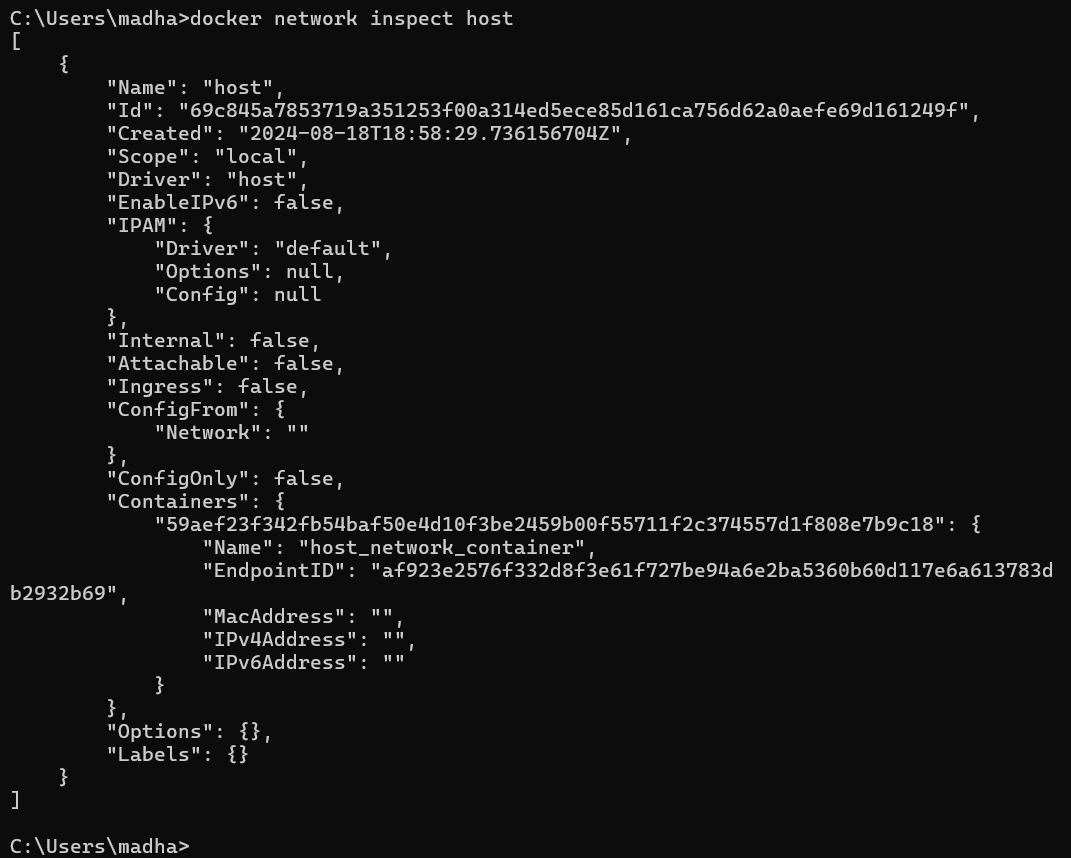 C:\Users\madha>docker network inspect host
[
    {
        "Name": "host",
        "Id": "69c845a7853719a351253f00a314ed5ece85d161ca756d62a0aefe69d161249f",
        "Created": "2024-08-18T18:58:29.736156704Z",
        "Scope": "local",
        "Driver": "host",
        "EnableIPv6": false,
        "IPAM": {
            "Driver": "default",
            "Options": null,
            "Config": null
        },
        "Internal": false,
        "Attachable": false,
        "Ingress": false,
        "ConfigFrom": {
            "Network": ""
        },
        "ConfigOnly": false,
        "Containers": {
            "59aef23f342fb54baf50e4d10f3be2459b00f55711f2c374557d1f808e7b9c18": {
                "Name": "host_network_container",
                "EndpointID": "af923e2576f332d8f3e61f727be94a6e2ba5360b60d117e6a613783d
b2932b69",
                "MacAddress": "",
                "IPv4Address": "",
                "IPv6Address": ""
            }
        },
        "Options": {},
        "Labels": {}
    }
]
C:\Users\madha>